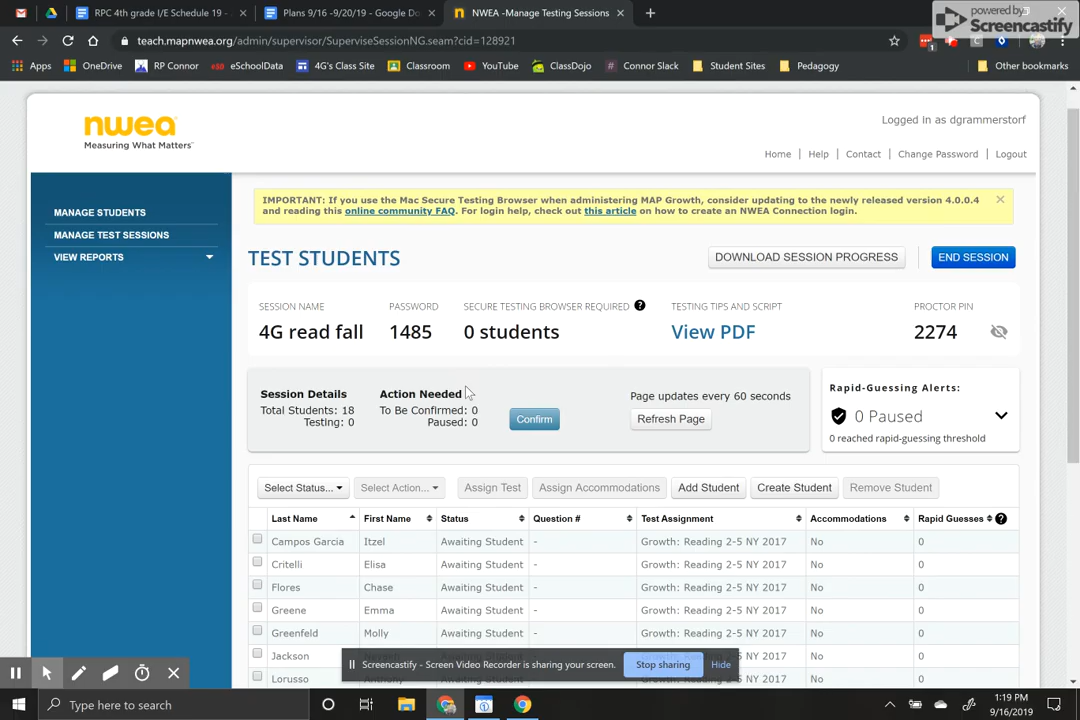 RPC 4th grade I/E Schedule 19 -
Plans 9/16 -9/20/19 - Google Do
NWEA -Manage Testing Sessions
powered by
Screencastify
teach.mapnwea.org/admin/supervisor/SuperviseSessionNG.seam?cid=128921
Apps OneDrive RP Connor eSchoolData 4G's Class Site Classroom YouTube ClassDojo Connor Slack Student Sites Pedagogy Other bookmarks
nwea
Measuring What Matters
Logged in as dgrammerstorf
Home | Help | Contact | Change Password | Logout
MANAGE STUDENTS
MANAGE TEST SESSIONS
VIEW REPORTS
IMPORTANT: If you use the Mac Secure Testing Browser when administering MAP Growth, consider updating to the newly released version 4.0.0.4
and reading this online community FAQ. For login help, check out this article on how to create an NWEA Connection login.
TEST STUDENTS
DOWNLOAD SESSION PROGRESS
END SESSION
SESSION NAME PASSWORD SECURE TESTING BROWSER REQUIRED ? TESTING TIPS AND SCRIPT PROCTOR PIN
4G read fall 1485 0 students View PDF 2274
Session Details
Total Students: 18
Testing: 0
Action Needed
To Be Confirmed: 0
Paused: 0
Confirm
Page updates every 60 seconds
Refresh Page
Rapid-Guessing Alerts:
0 Paused
0 reached rapid-guessing threshold
Select Status... Select Action... Assign Test Assign Accommodations Add Student Create Student Remove Student
Last Name First Name Status Question # Test Assignment Accommodations Rapid Guesses ?
Campos Garcia Itzel Awaiting Student - Growth: Reading 2-5 NY 2017 No 0
Critelli Elisa Awaiting Student - Growth: Reading 2-5 NY 2017 No 0
Flores Chase Awaiting Student - Growth: Reading 2-5 NY 2017 No 0
Greene Emma Awaiting Student - Growth: Reading 2-5 NY 2017 No 0
Greenfeld Molly Awaiting Student - Growth: Reading 2-5 NY 2017 No 0
Jackson No 0
Lorusso No 0
Screencastify - Screen Video Recorder is sharing your screen. Stop sharing Hide
Type here to search
1:19 PM
9/16/2019